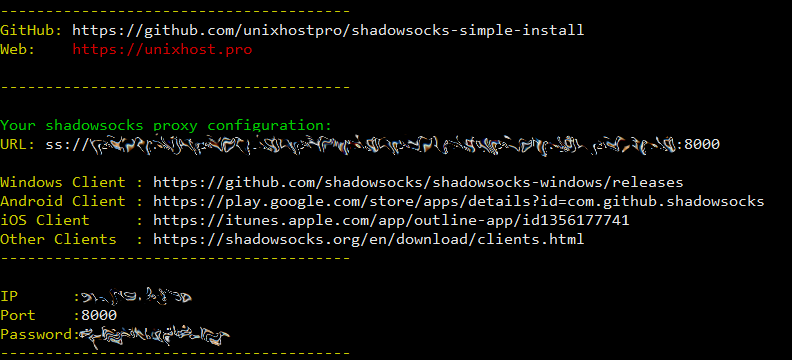 ----------------------------------------
GitHub: https://github.com/unixhostpro/shadowsocks-simple-install
Web: https://unixhost.pro
----------------------------------------
Your shadowsocks proxy configuration:
URL: ss:// :8000
Windows Client : https://github.com/shadowsocks/shadowsocks-windows/releases
Android Client : https://play.google.com/store/apps/details?id=com.github.shadowsocks
iOS Client : https://itunes.apple.com/app/outline-app/id1356177741
Other Clients : https://shadowsocks.org/en/download/clients.html
----------------------------------------
IP :
Port :8000
Password:
----------------------------------------